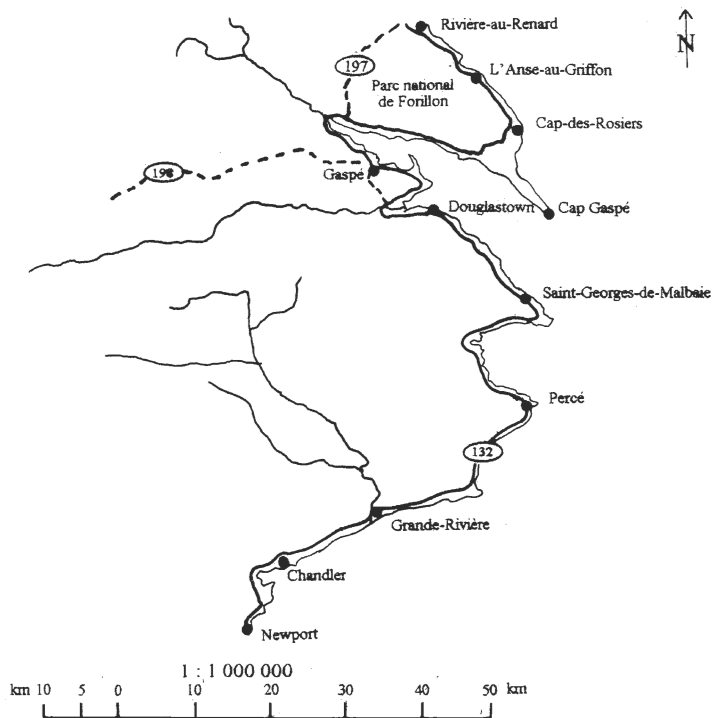 Rivière-au-Renard
N
197
L'Anse-au-Griffon
Parc national
de Forillon
Cap-des-Rosiers
198
Gaspé
Douglastown
Cap Gaspé
Saint-Georges-de-Malbaie
Percé
132
Grande-Rivière
Chandler
Newport
1 : 1 000 000
km 10 5 0 10 20 30 40 50 km